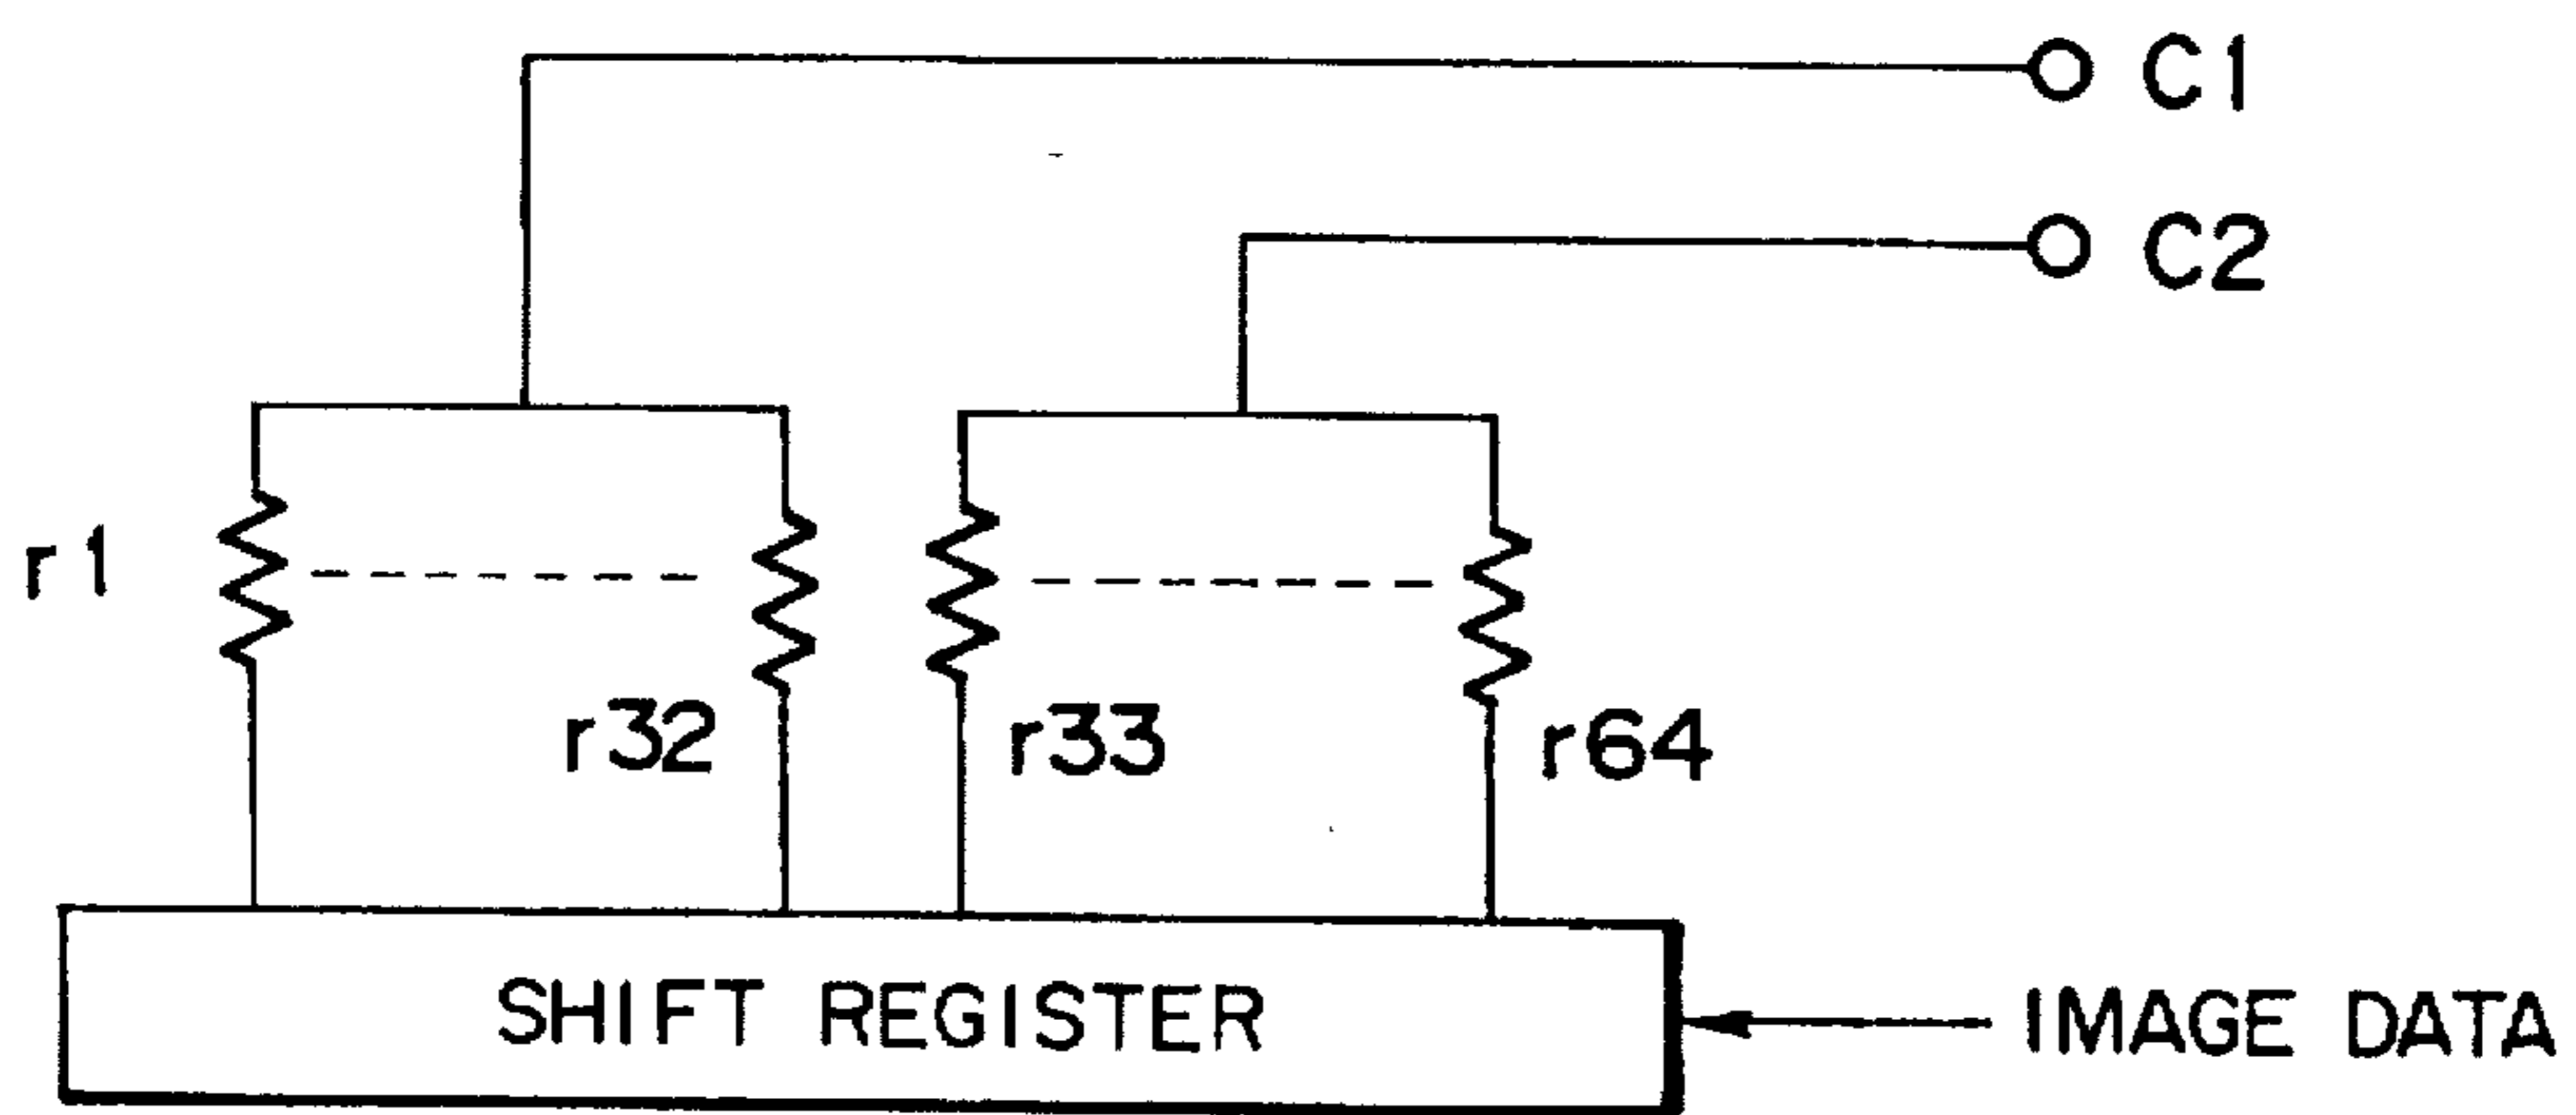 C1
C2
r1
r32
r33
r64
SHIFT REGISTER
IMAGE DATA